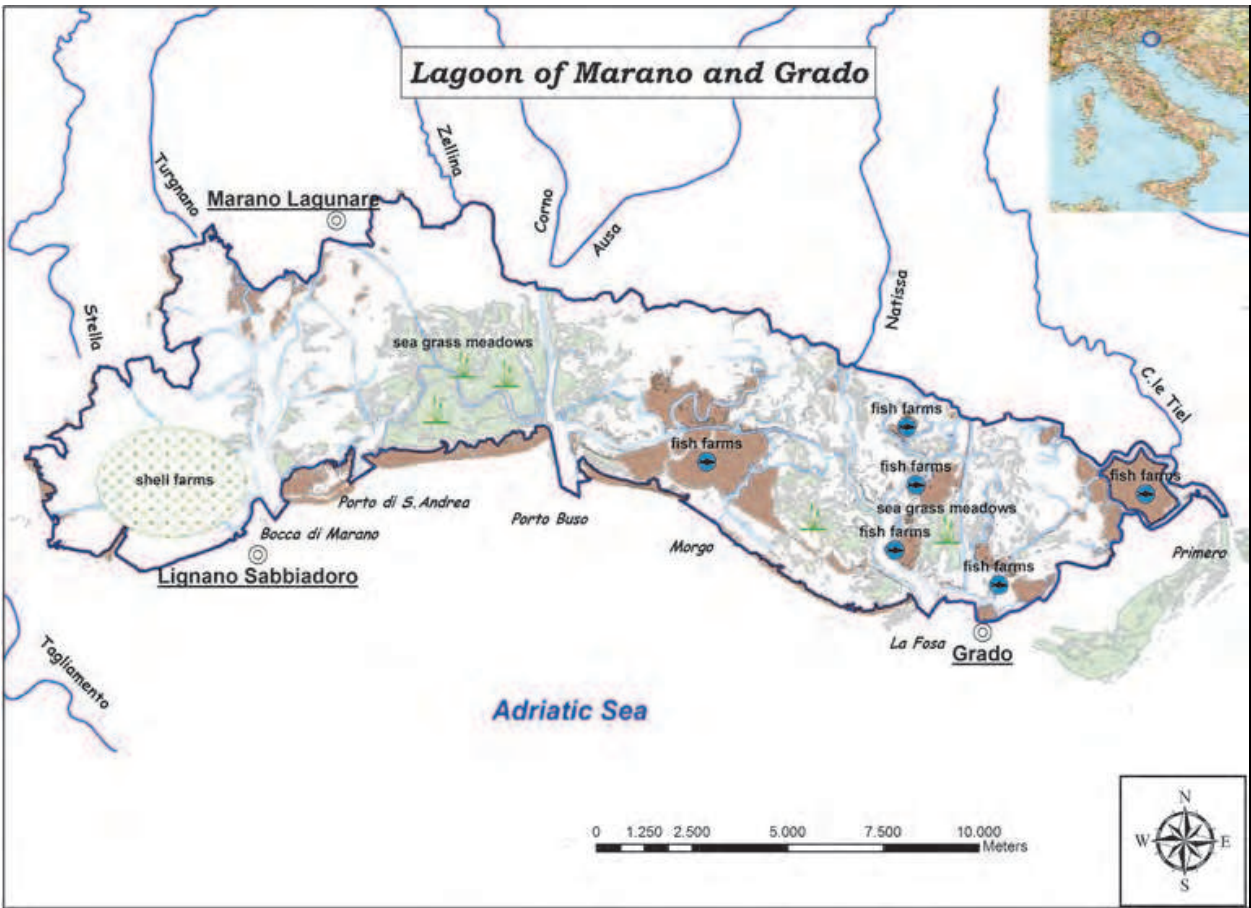 Lagoon of Marano and Grado
Zellina
Turgnano
Marano Lagunare
Corno
Ausa
Natissa
Stella
sea grass meadows
C.le Tiel
fish farms
fish farms
fish farms
fish farms
shell farms
sea grass meadows
Porto di S. Andrea
Porto Buso
Bocca di Marano
fish farms
Morgo
Primero
Lignano Sabbiadoro
fish farms
La Fosa
Grado
Tagliamento
Adriatic Sea
0 1.250 2.500 5.000 7.500 10.000
Meters
N
W E
S